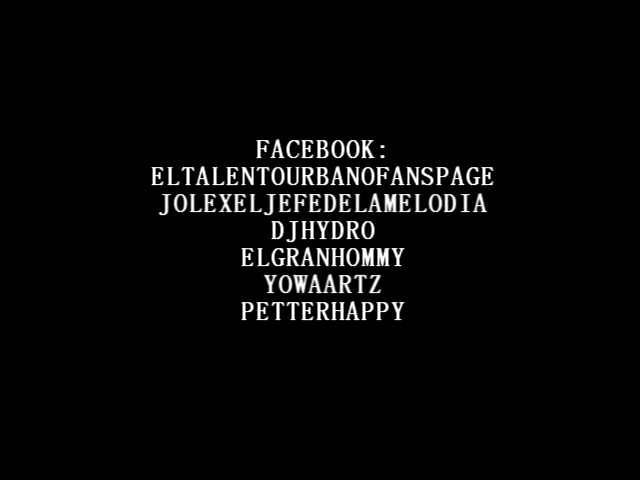 FACEBOOK:
ELTALENTOURBANOFANSPAGE
JOLEXELJEFEDELAMELODIA
DJHYDRO
ELGRANHOMMY
YOWAARTZ
PETTERHAPPY